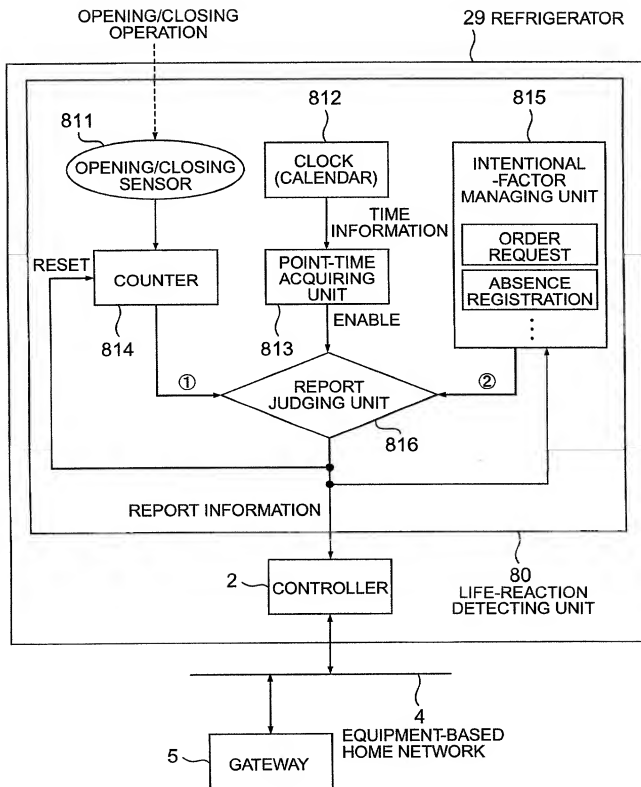 OPENING/CLOSING
OPERATION
29 REFRIGERATOR
811
812
815
OPENING/CLOSING
SENSOR
CLOCK
(CALENDAR)
INTENTIONAL
-FACTOR
MANAGING UNIT
TIME
INFORMATION
ORDER
REQUEST
RESET
COUNTER
POINT-TIME
ACQUIRING
UNIT
ABSENCE
REGISTRATION
814
813
ENABLE
①
②
REPORT
JUDGING UNIT
816
REPORT INFORMATION
2
CONTROLLER
80
LIFE-REACTION
DETECTING UNIT
4
EQUIPMENT-BASED
HOME NETWORK
5
GATEWAY